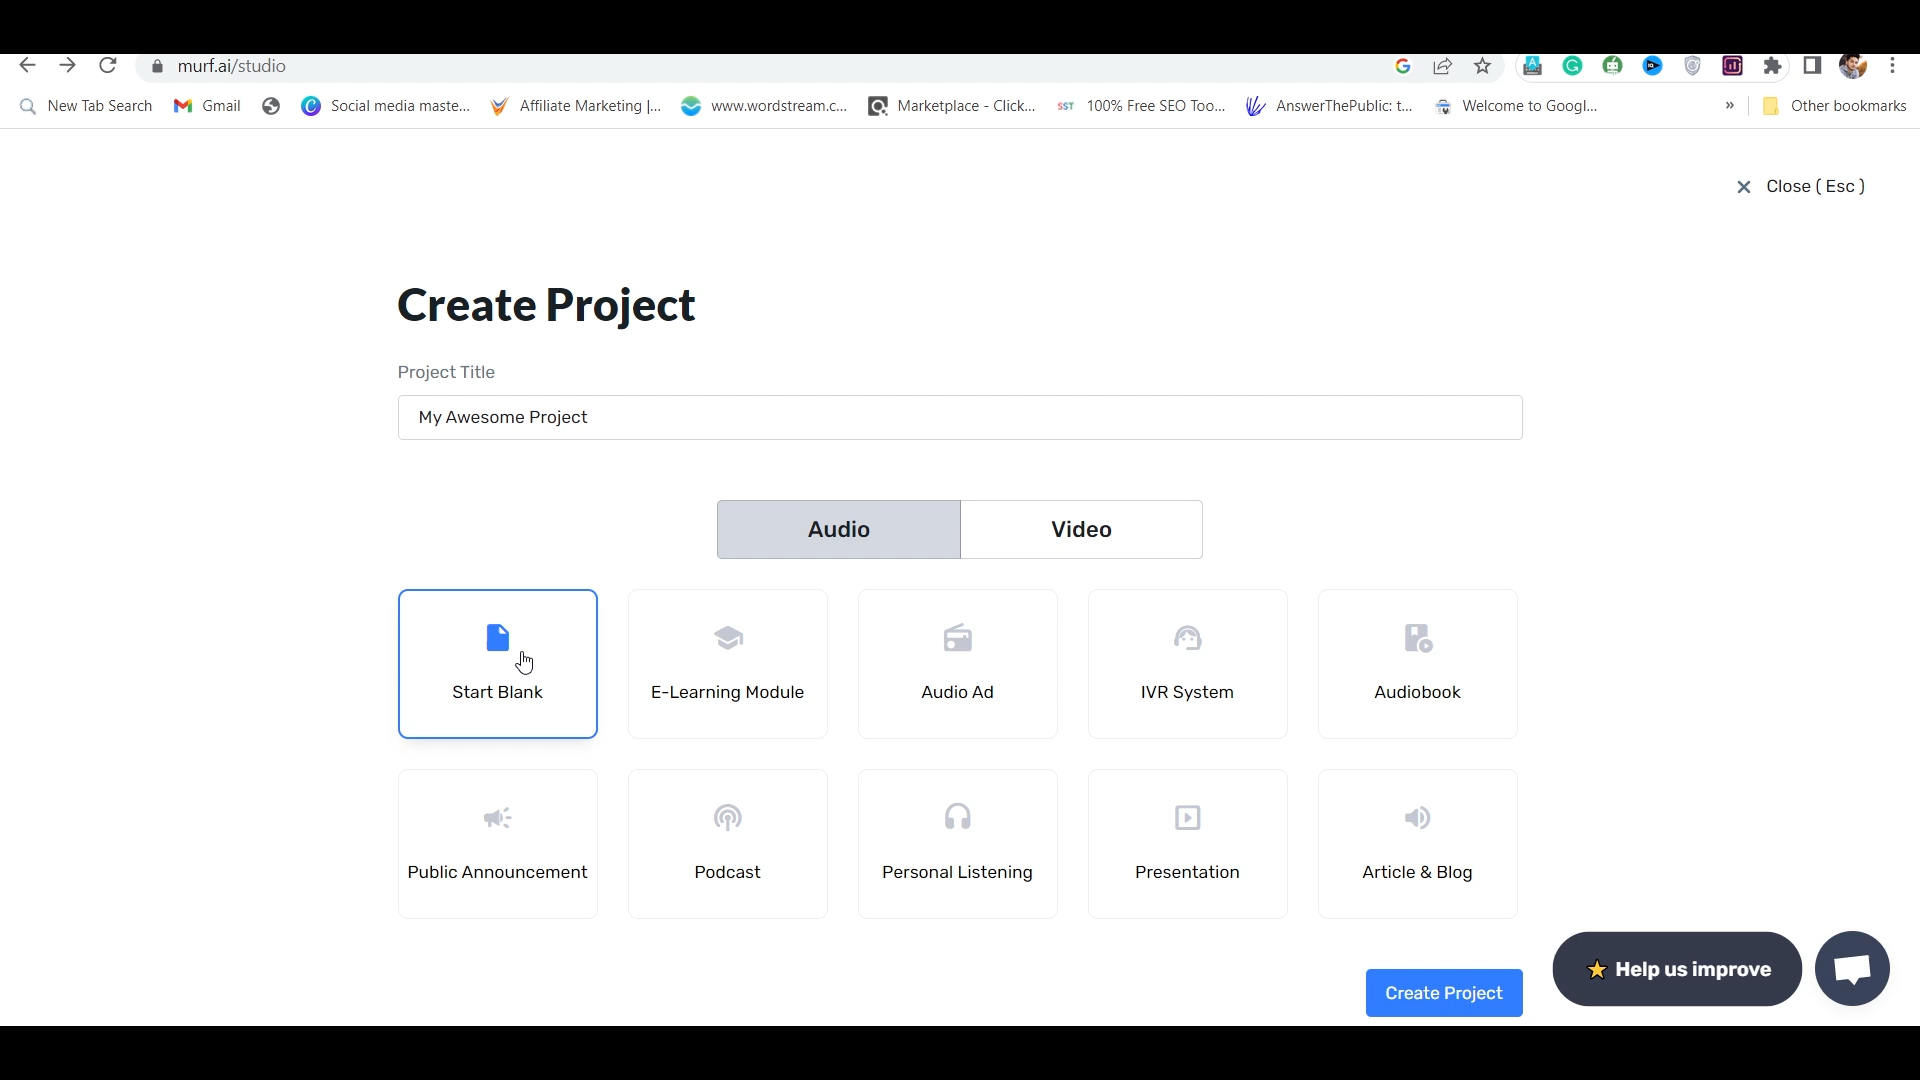 murf.ai/studio
New Tab Search Gmail Social media maste... Affiliate Marketing |... www.wordstream.c... Marketplace - Click... SST 100% Free SEO Too... AnswerThePublic: t... Welcome to Googl... » Other bookmarks
Close ( Esc )
Create Project
Project Title
My Awesome Project
Audio Video
Start Blank E-Learning Module Audio Ad IVR System Audiobook
Public Announcement Podcast Personal Listening Presentation Article & Blog
Help us improve
Create Project